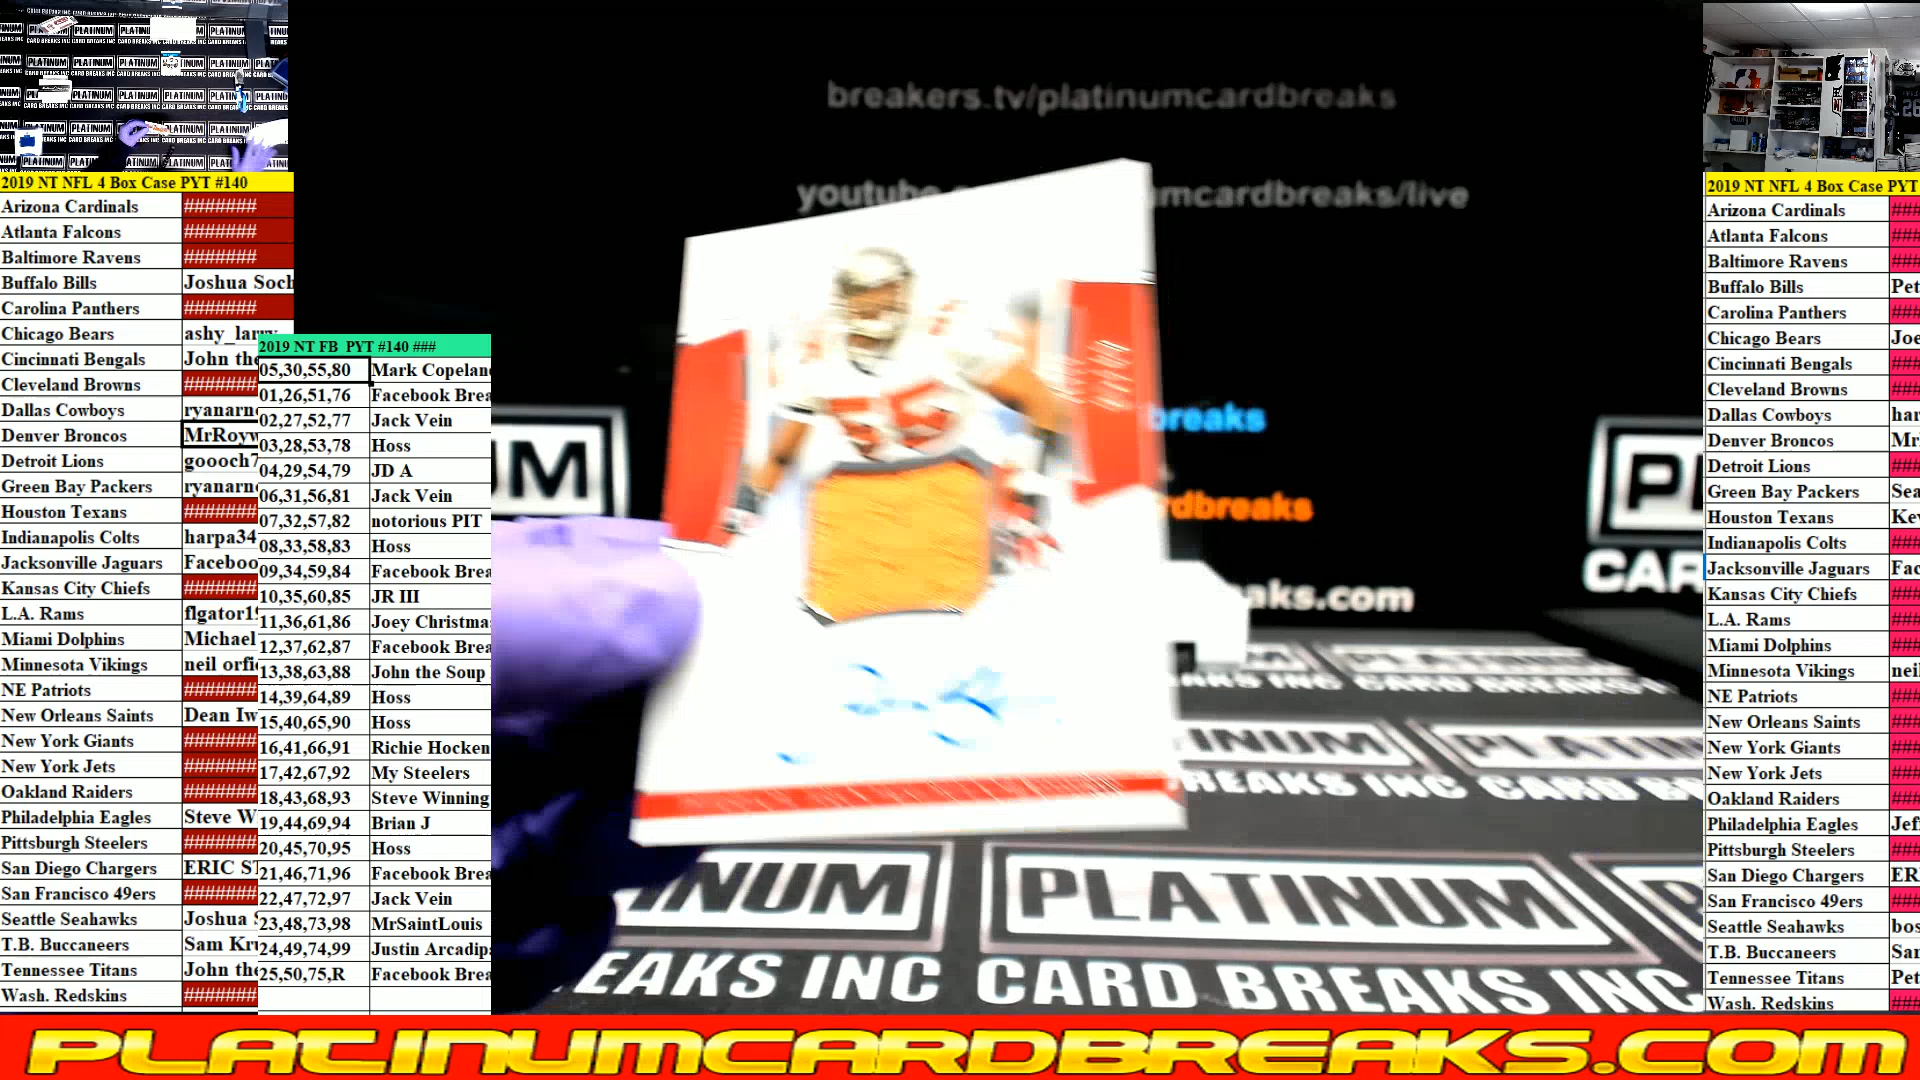 breakers.tv/platinumcardbreaks
youtube
umcardbreaks/live
breaks
rdbreaks
aks.com
2019 NT NFL 4 Box Case PYT #140
Arizona Cardinals #######
Atlanta Falcons #######
Baltimore Ravens #######
Buffalo Bills Joshua Soch
Carolina Panthers #######
Chicago Bears ashy_larry
Cincinnati Bengals John the
Cleveland Browns #######
Dallas Cowboys ryanarn
Denver Broncos MrRoyw
Detroit Lions goooch7
Green Bay Packers ryanarn
Houston Texans #######
Indianapolis Colts harpa34
Jacksonville Jaguars Faceboo
Kansas City Chiefs #######
L.A. Rams flgator19
Miami Dolphins Michael
Minnesota Vikings neil orfi
NE Patriots #######
New Orleans Saints Dean Iw
New York Giants #######
New York Jets #######
Oakland Raiders #######
Philadelphia Eagles Steve W
Pittsburgh Steelers #######
San Diego Chargers ERIC ST
San Francisco 49ers #######
Seattle Seahawks Joshua S
T.B. Buccaneers Sam Kru
Tennessee Titans John the
Wash. Redskins #######
2019 NT FB PYT #140 ###
05,30,55,80 Mark Copeland
01,26,51,76 Facebook Brea
02,27,52,77 Jack Vein
03,28,53,78 Hoss
04,29,54,79 JD A
06,31,56,81 Jack Vein
07,32,57,82 notorious PIT
08,33,58,83 Hoss
09,34,59,84 Facebook Brea
10,35,60,85 JR III
11,36,61,86 Joey Christma
12,37,62,87 Facebook Brea
13,38,63,88 John the Soup
14,39,64,89 Hoss
15,40,65,90 Hoss
16,41,66,91 Richie Hocken
17,42,67,92 My Steelers
18,43,68,93 Steve Winning
19,44,69,94 Brian J
20,45,70,95 Hoss
21,46,71,96 Facebook Brea
22,47,72,97 Jack Vein
23,48,73,98 MrSaintLouis
24,49,74,99 Justin Arcadip
25,50,75,R Facebook Brea
55
PLATINUM
CARD BREAKS INC
2019 NT NFL 4 Box Case PYT
Arizona Cardinals ###
Atlanta Falcons ###
Baltimore Ravens ###
Buffalo Bills Pet
Carolina Panthers ###
Chicago Bears Joe
Cincinnati Bengals ###
Cleveland Browns ###
Dallas Cowboys har
Denver Broncos Mr
Detroit Lions ###
Green Bay Packers Sea
Houston Texans Kev
Indianapolis Colts ###
Jacksonville Jaguars Fac
Kansas City Chiefs ###
L.A. Rams ###
Miami Dolphins ###
Minnesota Vikings neil
NE Patriots ###
New Orleans Saints ###
New York Giants ###
New York Jets ###
Oakland Raiders ###
Philadelphia Eagles Jeff
Pittsburgh Steelers ###
San Diego Chargers ER
San Francisco 49ers ###
Seattle Seahawks bos
T.B. Buccaneers Sar
Tennessee Titans Pet
Wash. Redskins ###
PLATINUMCARDBREAKS.COM